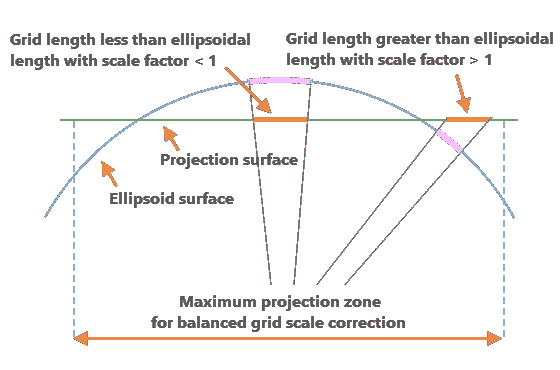 Grid length less than ellipsoidal
length with scale factor < 1
Grid length greater than ellipsoidal
length with scale factor > 1
Projection surface
Ellipsoid surface
Maximum projection zone
for balanced grid scale correction